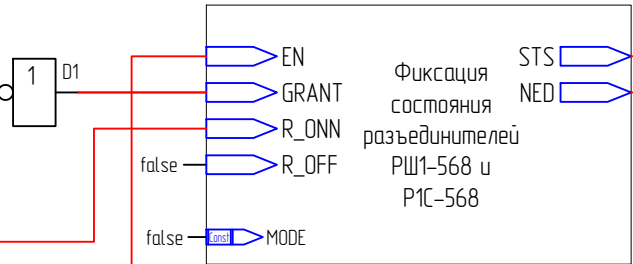 1 D1
EN
GRANT
R_ONN
false R_OFF
false Const MODE
Фиксация
состояния
разъединителей
РШ1-568 и
Р1С-568
STS
NED